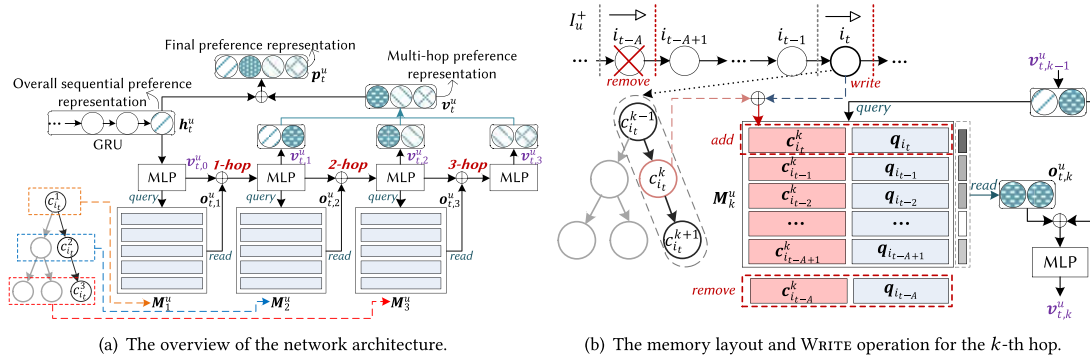 Final preference representation
p_t^u
Multi-hop preference
representation
v_t^u
Overall sequential preference
representation
...
h_t^u
GRU
MLP
v_{t,0}^u
1-hop
MLP
v_{t,1}^u
2-hop
MLP
v_{t,2}^u
3-hop
MLP
v_{t,3}^u
query
o_{t,1}^u
query
o_{t,2}^u
query
o_{t,3}^u
c_{i_t}^1
c_{i_t}^2
c_{i_t}^3
read
read
read
M_1^u
M_2^u
M_3^u
(a) The overview of the network architecture.
I_u^+
i_{t-A}
i_{t-A+1}
i_{t-1}
i_t
...
...
...
remove
write
v_{t,k-1}^u
query
c_{i_t}^{k-1}
c_{i_t}^k
c_{i_t}^{k+1}
add
c_{i_t}^k
q_{i_t}
c_{i_{t-1}}^k
q_{i_{t-1}}
M_k^u
c_{i_{t-2}}^k
q_{i_{t-2}}
...
...
c_{i_{t-A+1}}^k
q_{i_{t-A+1}}
read
o_{t,k}^u
MLP
v_{t,k}^u
remove
c_{i_{t-A}}^k
q_{i_{t-A}}
(b) The memory layout and WRITE operation for the k-th hop.